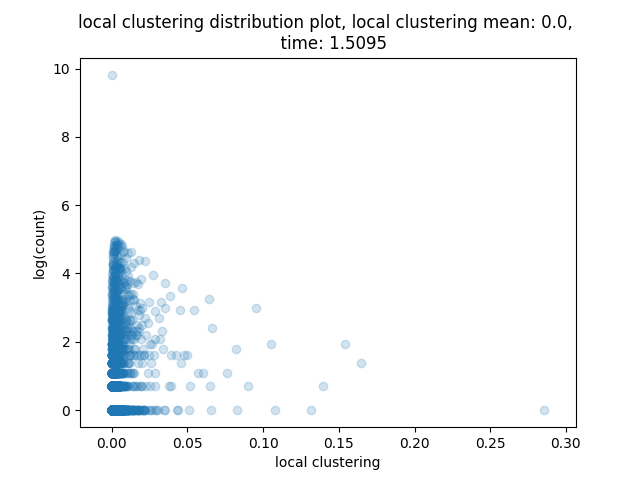 local clustering distribution plot, local clustering mean: 0.0,
time: 1.5095
10
8
6
4
2
0
log(count)
0.00 0.05 0.10 0.15 0.20 0.25 0.30
local clustering